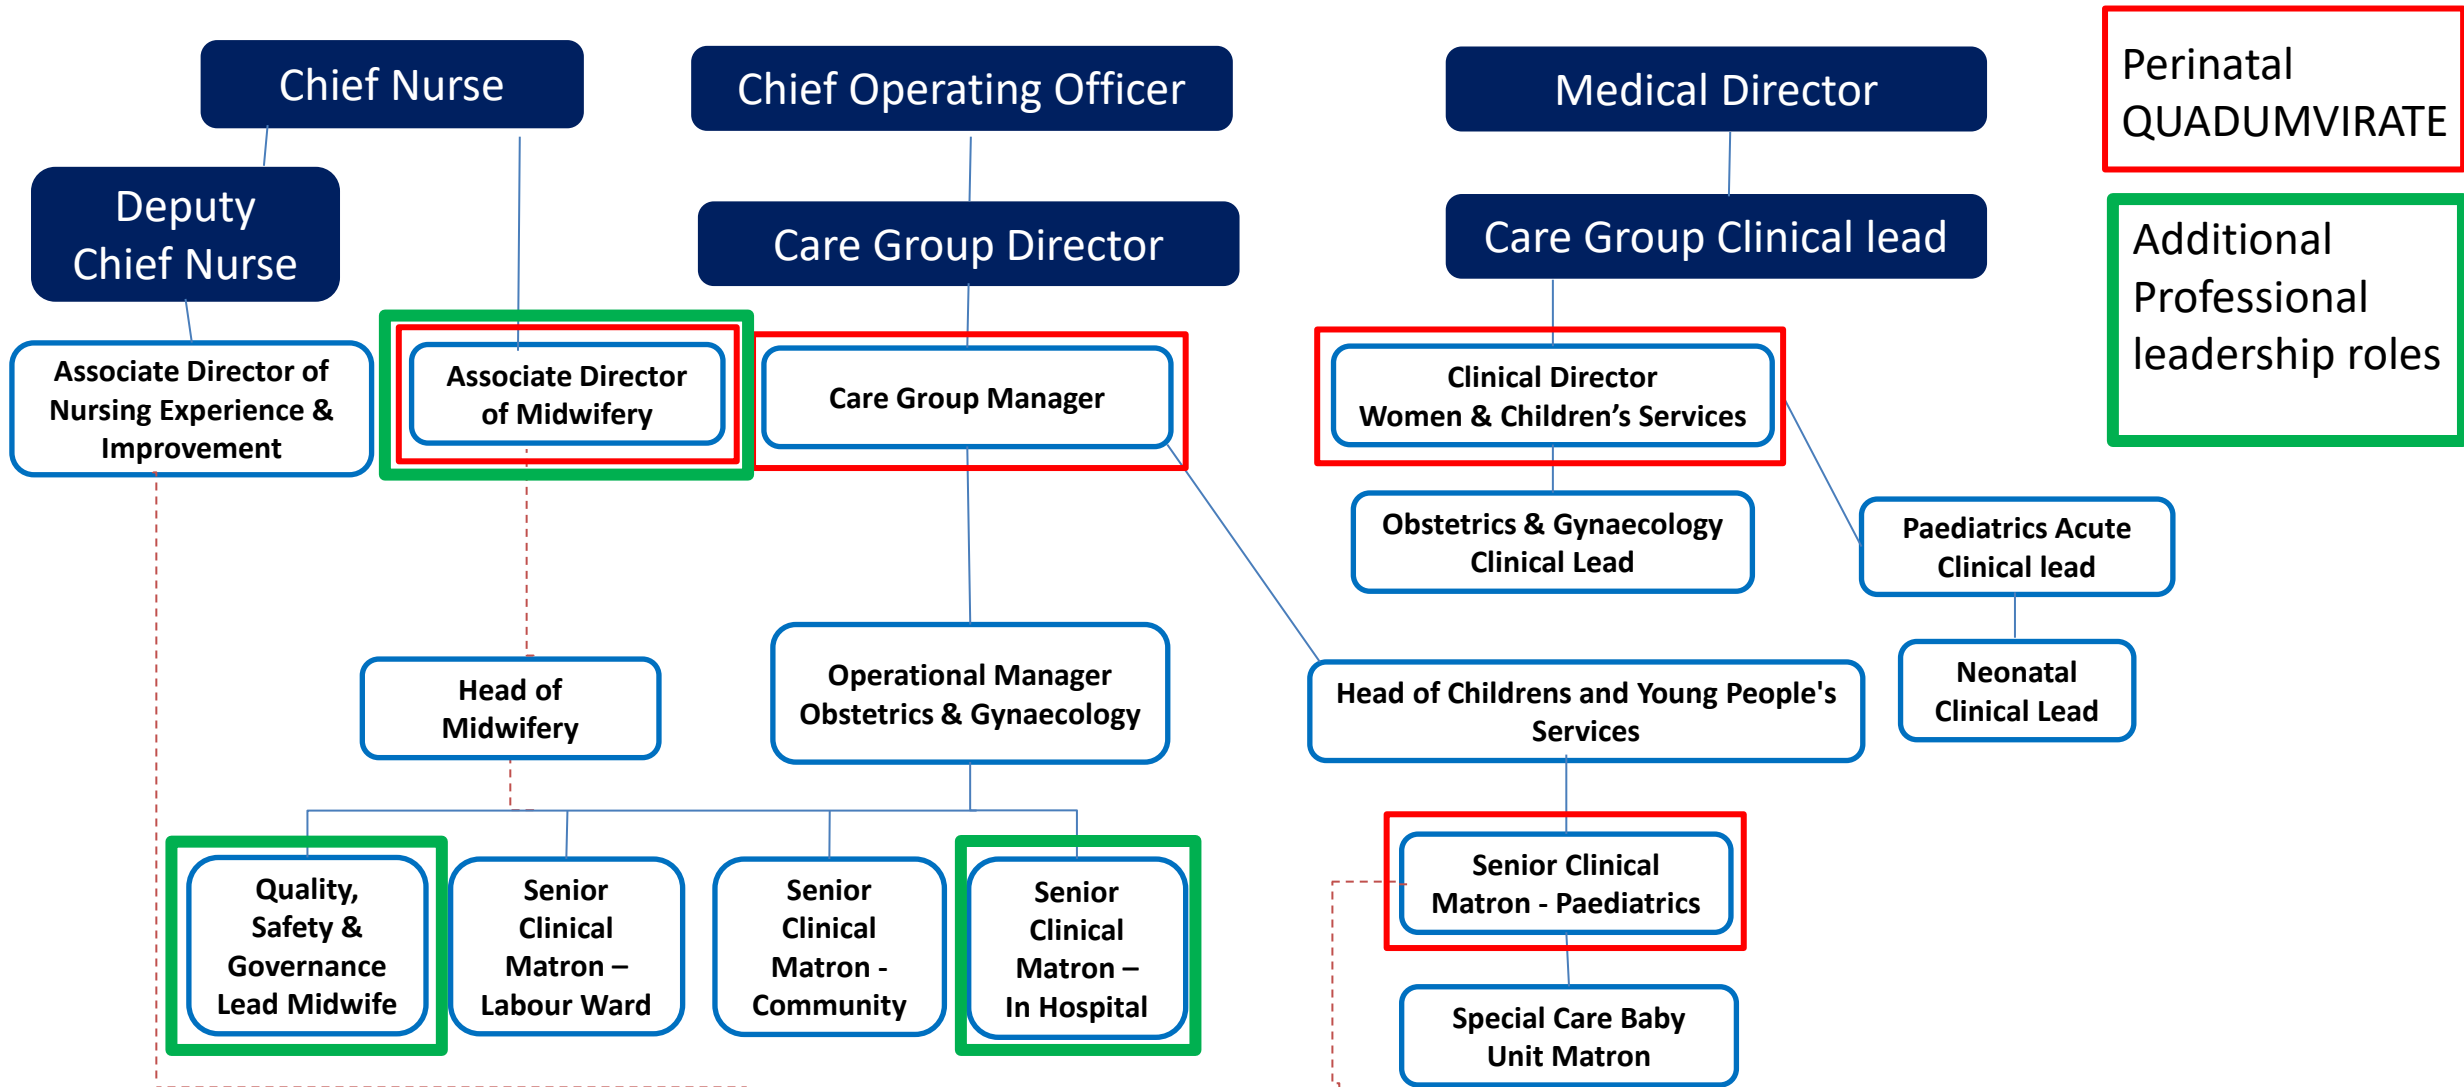 Chief Nurse
Chief Operating Officer
Medical Director
Perinatal
QUADUMVIRATE
Deputy
Chief Nurse
Care Group Director
Care Group Clinical lead
Additional
Professional
leadership roles
Associate Director of
Nursing Experience &
Improvement
Associate Director
of Midwifery
Care Group Manager
Clinical Director
Women & Children’s Services
Obstetrics & Gynaecology
Clinical Lead
Paediatrics Acute
Clinical lead
Head of
Midwifery
Operational Manager
Obstetrics & Gynaecology
Head of Childrens and Young People's
Services
Neonatal
Clinical Lead
Quality,
Safety &
Governance
Lead Midwife
Senior
Clinical
Matron –
Labour Ward
Senior
Clinical
Matron -
Community
Senior
Clinical
Matron –
In Hospital
Senior Clinical
Matron - Paediatrics
Special Care Baby
Unit Matron